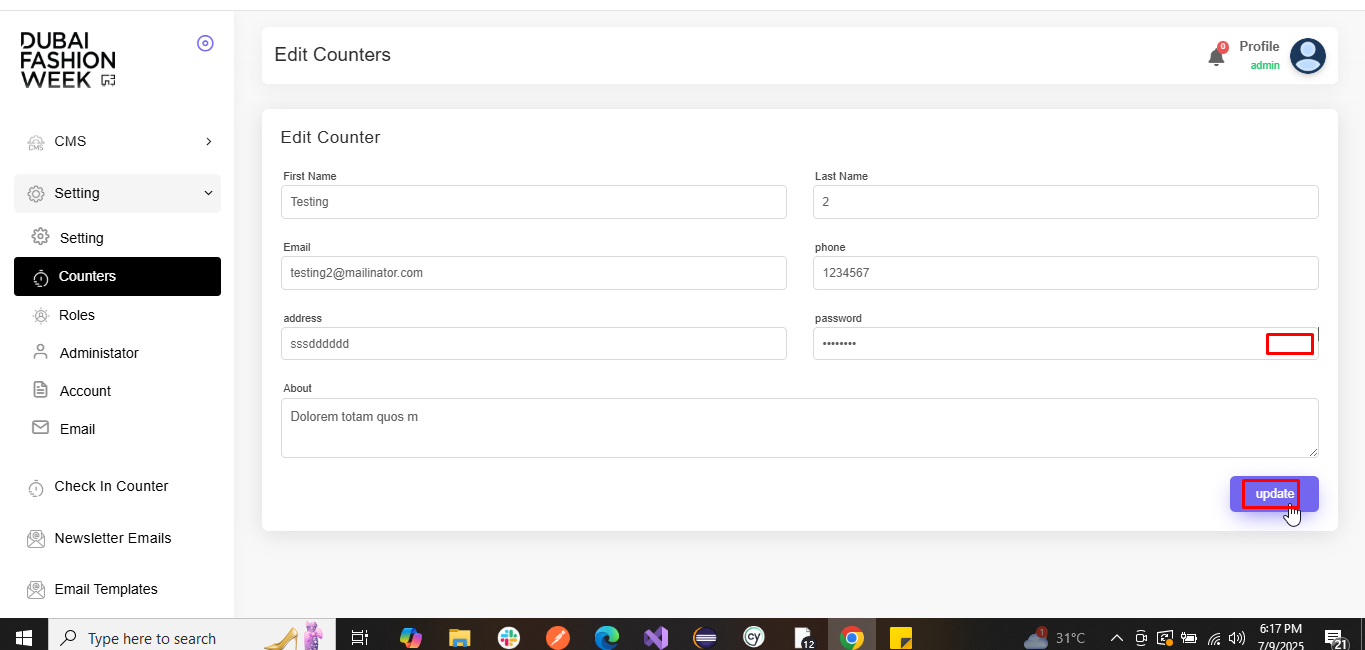 DUBAI
FASHION
WEEK
Edit Counters
0
Profile
admin
CMS
CMS
Setting
Setting
Counters
Roles
Administator
Account
Email
Check In Counter
Newsletter Emails
Email Templates
Edit Counter
First Name
Last Name
Testing
2
Email
phone
testing2@mailinator.com
1234567
address
password
sssdddddd
••••••••
About
Dolorem totam quos m
update
Type here to search
cy
12
1
31°C
6:17 PM
7/9/2025
21